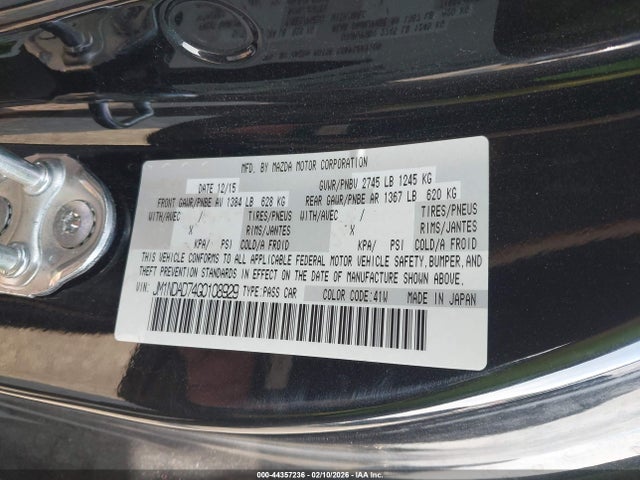 MFD. BY MAZDA MOTOR CORPORATION
DATE 12/15 GVWR/PNBV 2745 LB 1245 KG
FRONT GAWR/PNBE AV 1384 LB 628 KG REAR GAWR/PNBE AR 1367 LB 620 KG
WITH/AVEC / TIRES/PNEUS WITH/AVEC / TIRES/PNEUS
X RIMS/JANTES X RIMS/JANTES
KPA/ PSI COLD/A FROID KPA/ PSI COLD/A FROID
THIS VEHICLE CONFORMS TO ALL APPLICABLE FEDERAL MOTOR VEHICLE SAFETY, BUMPER, AND
THEFT PREVENTION STANDARDS IN EFFECT ON THE DATE OF MANUFACTURE SHOWN ABOVE.
JM1NDAD74G0108929 TYPE:PASS CAR COLOR CODE:41W MADE IN JAPAN
000-44357236 - 02/10/2026 - COPART IAA